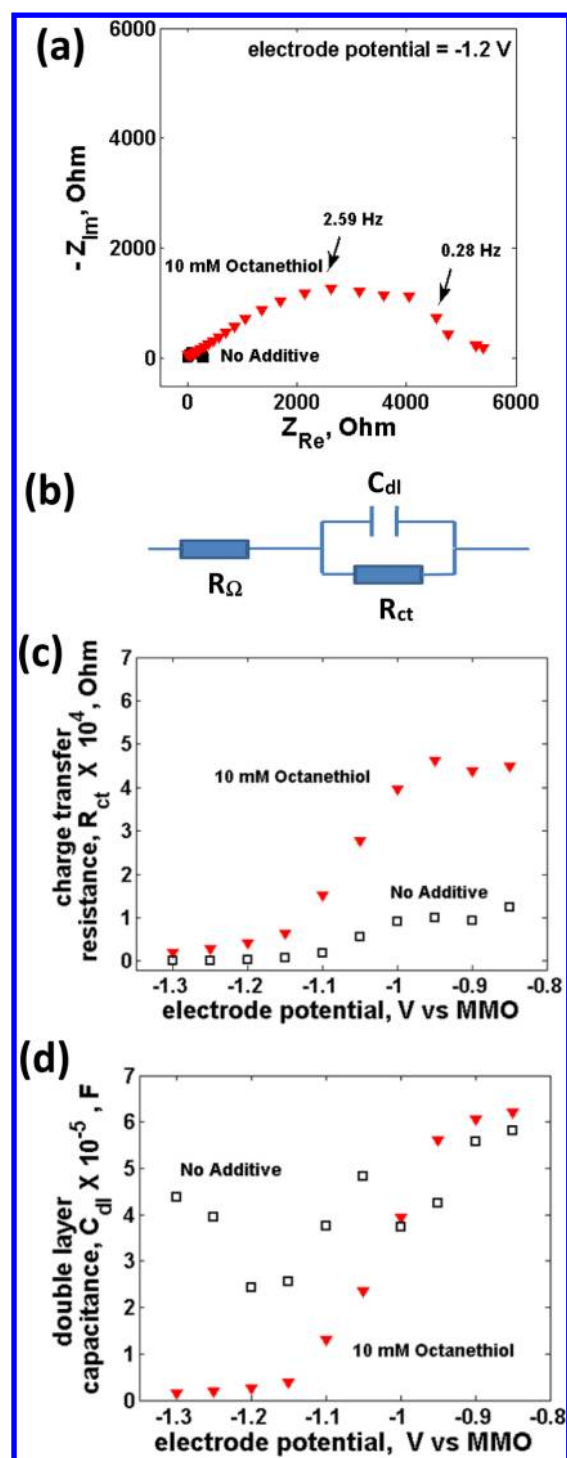 (a)
electrode potential = -1.2 V
6000
4000
2000
0
- Z_Im, Ohm
2.59 Hz
0.28 Hz
10 mM Octanethiol
No Additive
0 2000 4000 6000
Z_Re, Ohm
(b)
C_dl
R_Ω
R_ct
(c)
7
6
5
4
3
2
1
0
charge transfer
resistance, R_ct X 10^4, Ohm
10 mM Octanethiol
No Additive
-1.3 -1.2 -1.1 -1 -0.9 -0.8
electrode potential, V vs MMO
(d)
7
6
5
4
3
2
1
0
double layer
capacitance, C_dl X 10^-5 , F
No Additive
10 mM Octanethiol
-1.3 -1.2 -1.1 -1 -0.9 -0.8
electrode potential, V vs MMO